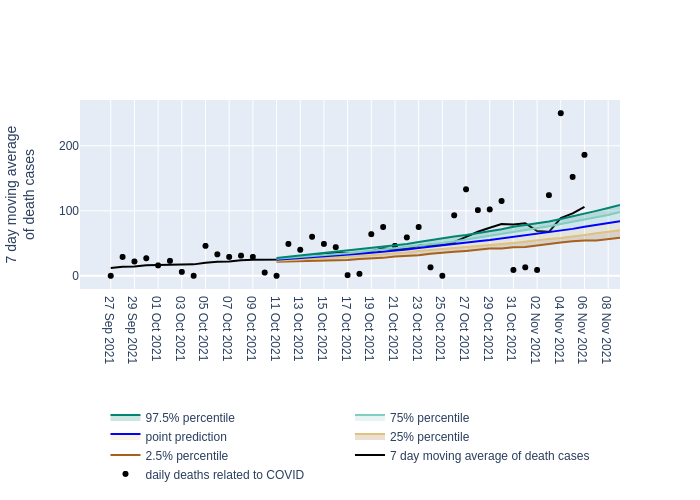 7 day moving average
of death cases
200
100
0
27 Sep 2021
29 Sep 2021
01 Oct 2021
03 Oct 2021
05 Oct 2021
07 Oct 2021
09 Oct 2021
11 Oct 2021
13 Oct 2021
15 Oct 2021
17 Oct 2021
19 Oct 2021
21 Oct 2021
23 Oct 2021
25 Oct 2021
27 Oct 2021
29 Oct 2021
31 Oct 2021
02 Nov 2021
04 Nov 2021
06 Nov 2021
08 Nov 2021
97.5% percentile
75% percentile
point prediction
25% percentile
2.5% percentile
7 day moving average of death cases
daily deaths related to COVID